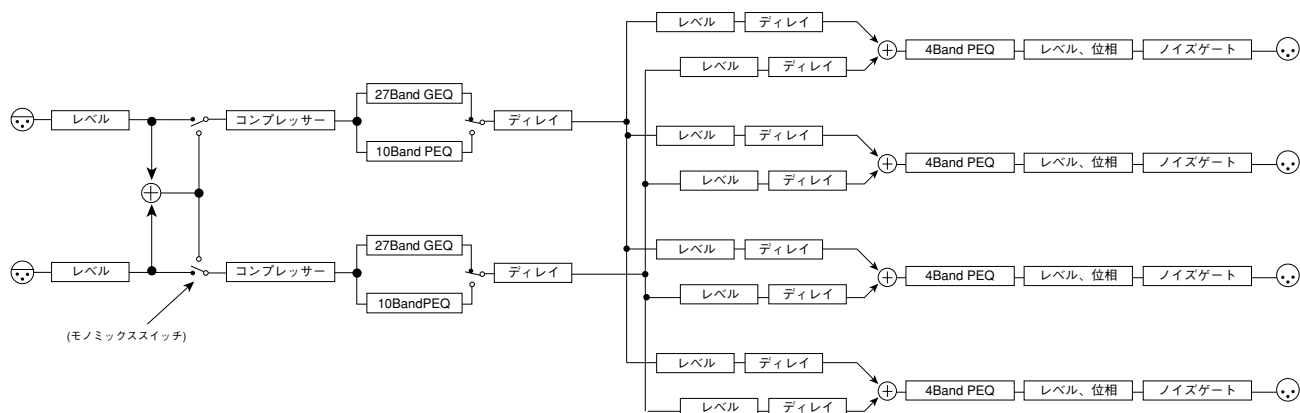 レベル ディレイ
4Band PEQ レベル、位相 ノイズゲート
レベル ディレイ
27Band GEQ
レベル コンプレッサー ディレイ
10Band PEQ
レベル ディレイ
4Band PEQ レベル、位相 ノイズゲート
レベル ディレイ
27Band GEQ
レベル ディレイ
レベル コンプレッサー ディレイ
4Band PEQ レベル、位相 ノイズゲート
10BandPEQ
レベル ディレイ
(モノミックススイッチ)
レベル ディレイ
4Band PEQ レベル、位相 ノイズゲート
レベル ディレイ